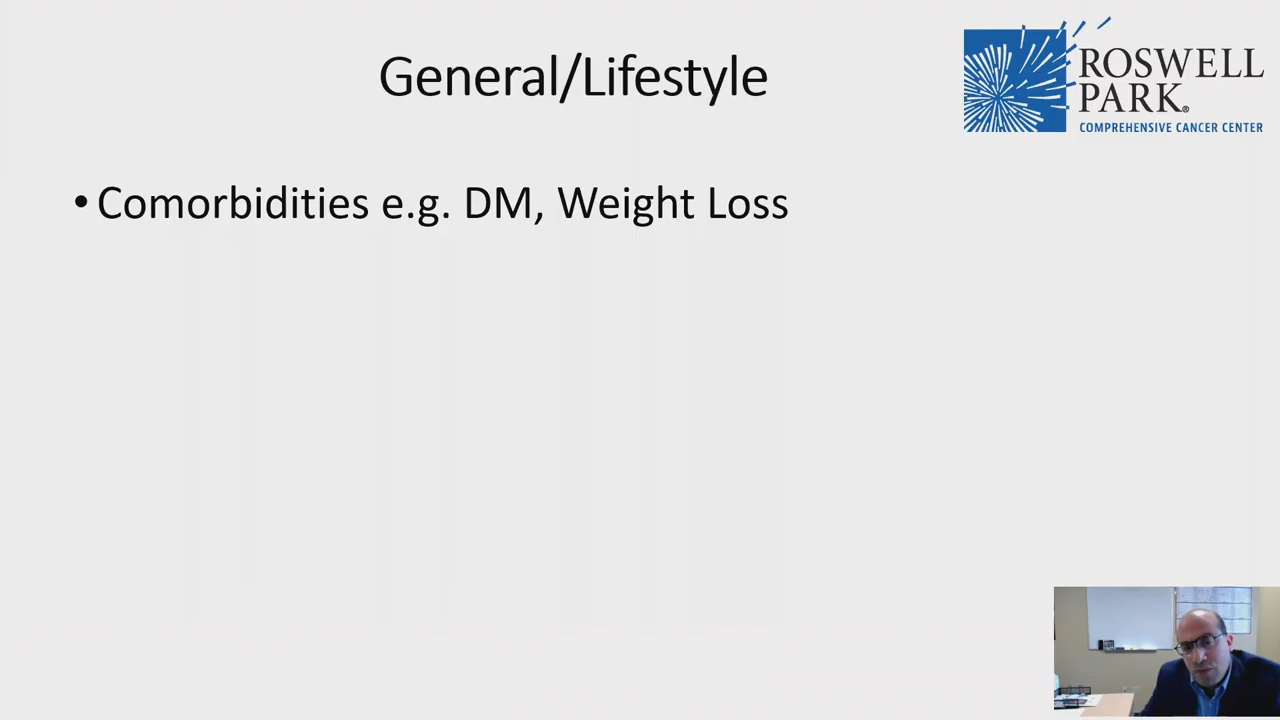 General/Lifestyle
ROSWELL
PARK®
COMPREHENSIVE CANCER CENTER
• Comorbidities e.g. DM, Weight Loss